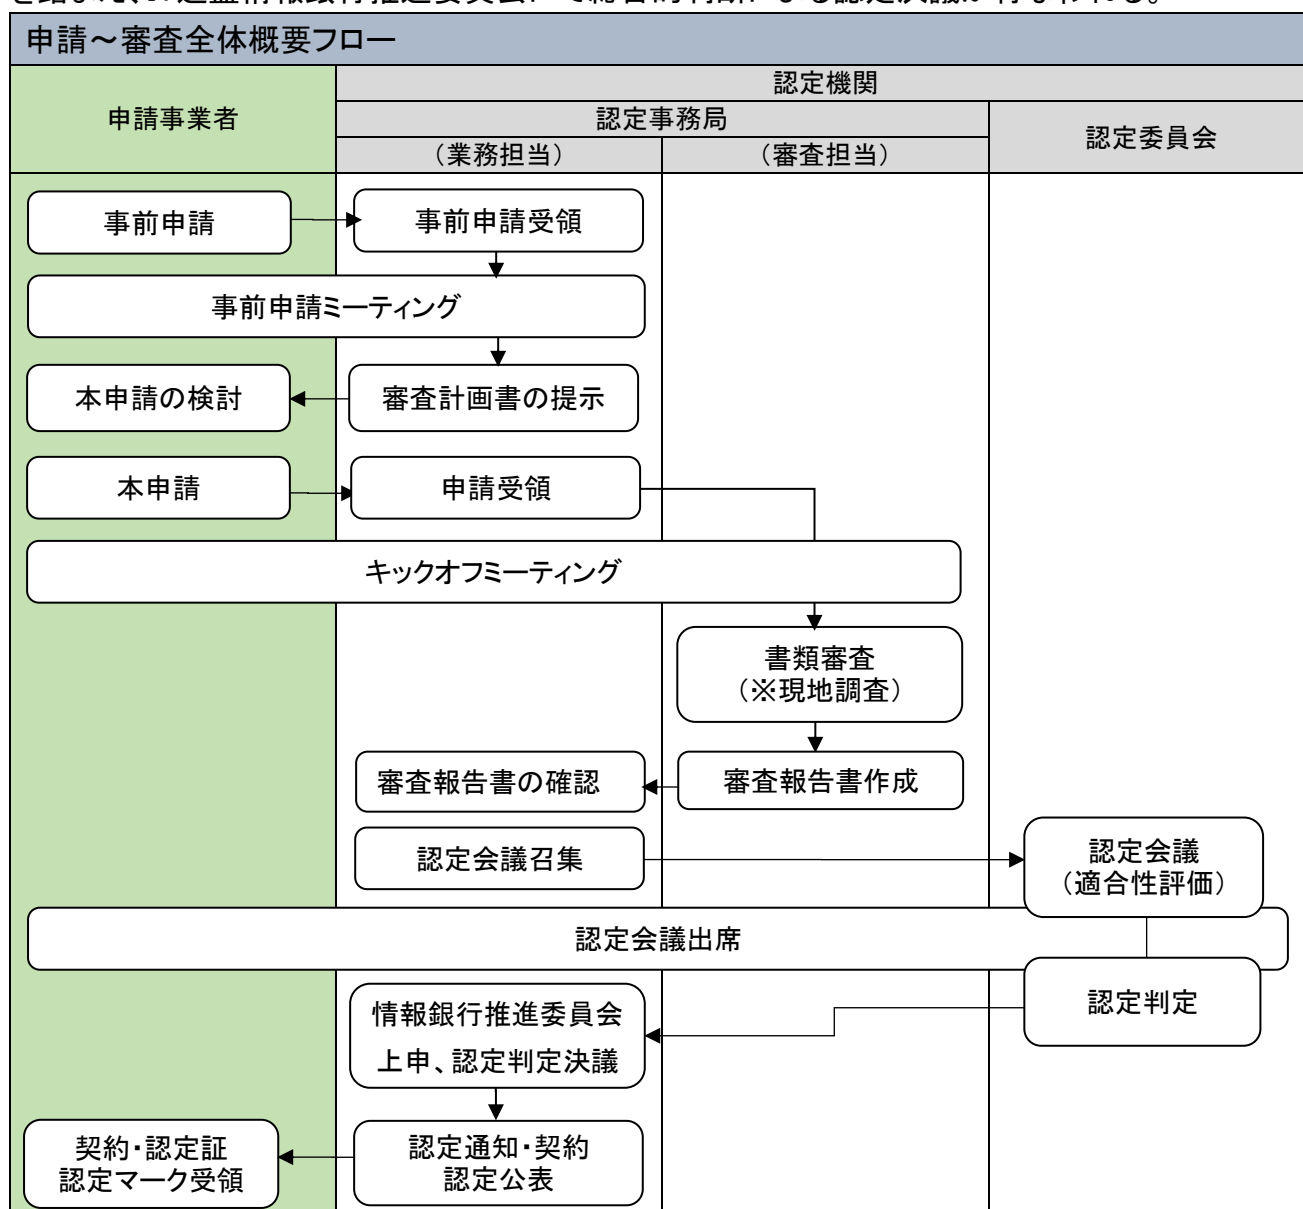 申請～審査全体概要フロー
申請事業者
認定機関
認定事務局
認定委員会
（業務担当）
（審査担当）
事前申請
事前申請受領
事前申請ミーティング
本申請の検討
審査計画書の提示
本申請
申請受領
キックオフミーティング
書類審査
（※現地調査）
審査報告書の確認
審査報告書作成
認定会議召集
認定会議
（適合性評価）
認定会議出席
認定判定
情報銀行推進委員会
上申、認定判定決議
契約・認定証
認定マーク受領
認定通知・契約
認定公表